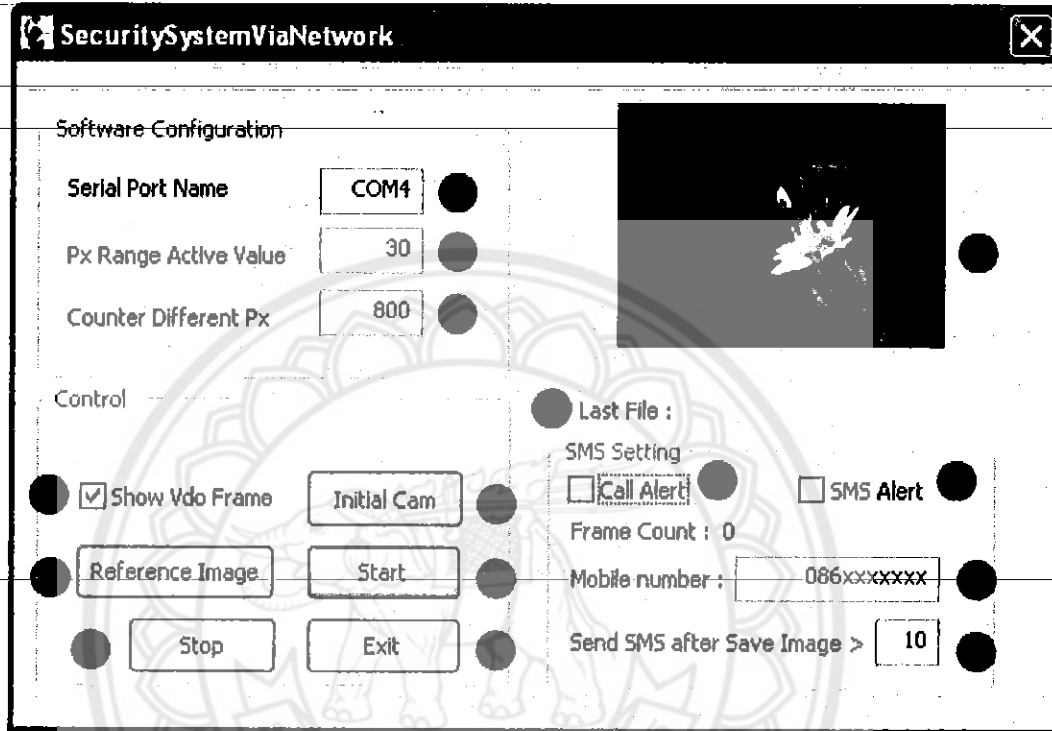 SecuritySystemViaNetwork
Software Configuration
Serial Port Name COM4
Px Range Active Value 30
Counter Different Px 800
Control
Show Vdo Frame Initial Cam
Reference Image Start
Stop Exit
Last File :
SMS Setting
Call Alert SMS Alert
Frame Count : 0
Mobile number : 086xxxxxxx
Send SMS after Save Image > 10